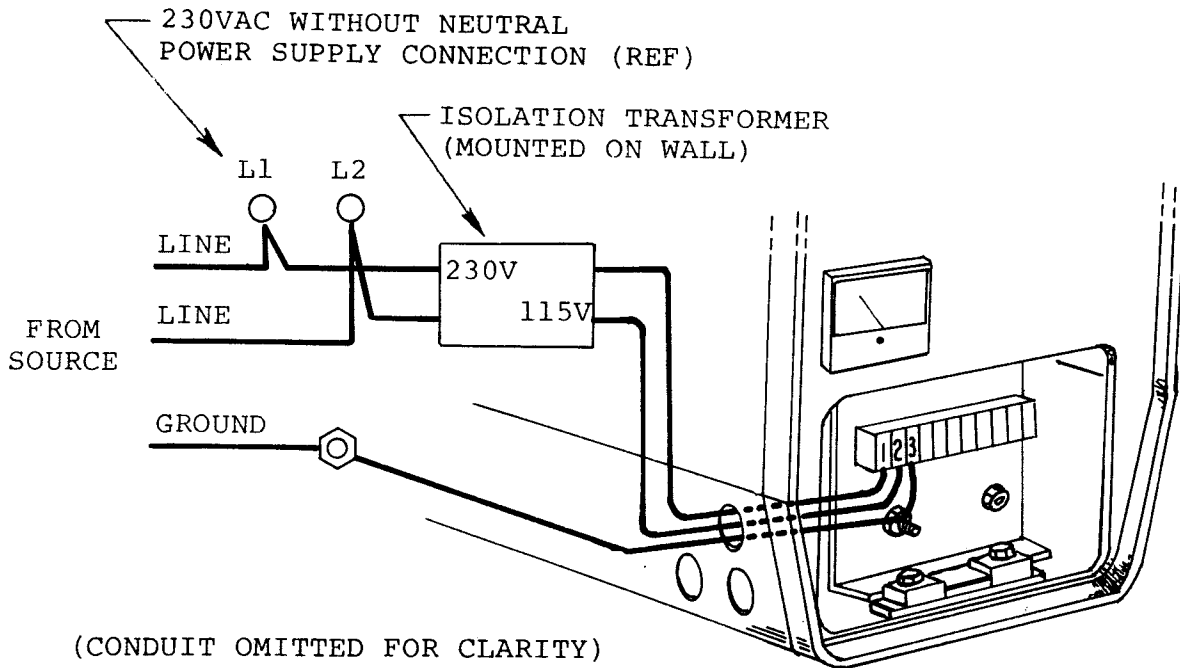 230VAC WITHOUT NEUTRAL
POWER SUPPLY CONNECTION (REF)
ISOLATION TRANSFORMER
(MOUNTED ON WALL)
L1 L2
LINE
230V
115V
LINE
FROM
SOURCE
GROUND
1 2 3
(CONDUIT OMITTED FOR CLARITY)